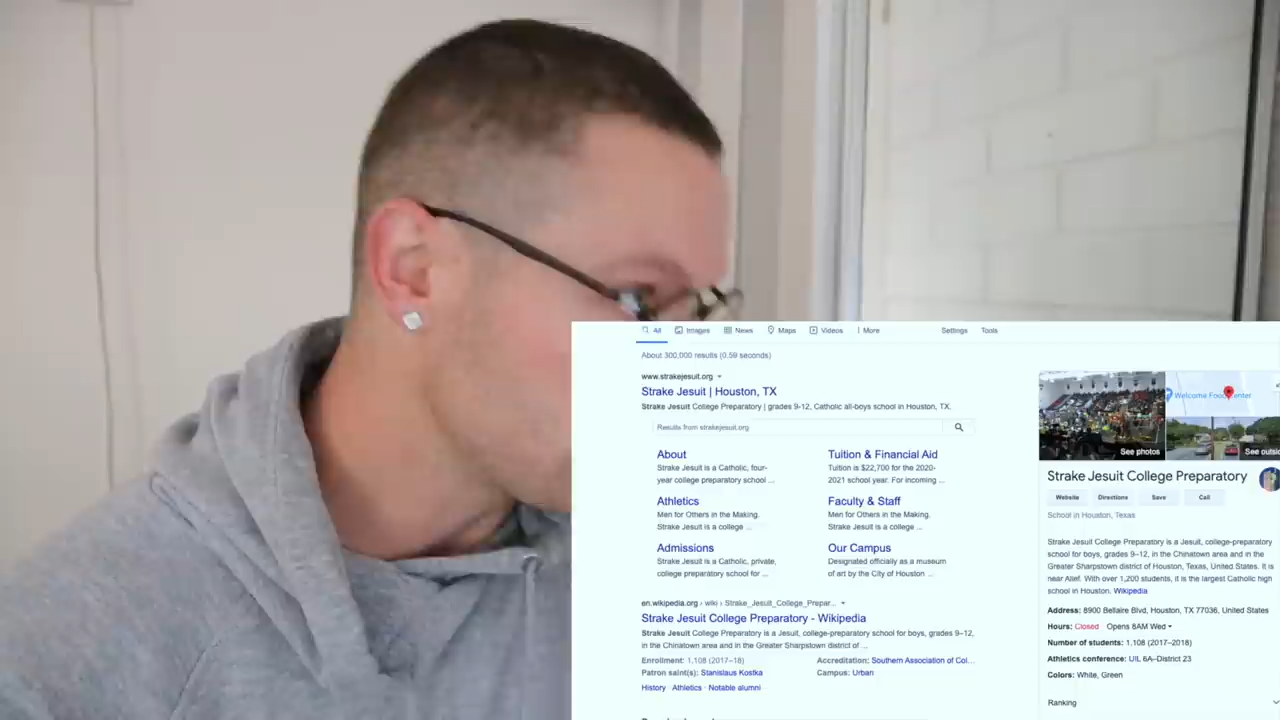 All Images News Maps Videos More Settings Tools
About 300,000 results (0.59 seconds)
www.strakejesuit.org
Strake Jesuit | Houston, TX
Strake Jesuit College Preparatory | grades 9-12, Catholic all-boys school in Houston, TX.
Results from strakejesuit.org
About
Strake Jesuit is a Catholic, four-
year college preparatory school ...
Tuition & Financial Aid
Tuition is $22,700 for the 2020-
2021 school year. For incoming ...
Athletics
Men for Others in the Making.
Strake Jesuit is a college ...
Faculty & Staff
Men for Others in the Making.
Strake Jesuit is a college ...
Admissions
Strake Jesuit is a Catholic, private,
college preparatory school for ...
Our Campus
Designated officially as a museum
of art by the City of Houston ...
en.wikipedia.org › wiki › Strake_Jesuit_College_Prepar...
Strake Jesuit College Preparatory - Wikipedia
Strake Jesuit College Preparatory is a Jesuit, college-preparatory school for boys, grades 9–12,
in the Chinatown area and in the Greater Sharpstown district of ...
Enrollment: 1,108 (2017–18) Accreditation: Southern Association of Col...
Patron saint(s): Stanislaus Kostka Campus: Urban
History · Athletics · Notable alumni
Welcome Food Center
See photos
See outsi
Strake Jesuit College Preparatory
Website Directions Save Call
School in Houston, Texas
Strake Jesuit College Preparatory is a Jesuit, college-preparatory
school for boys, grades 9–12, in the Chinatown area and in the
Greater Sharpstown district of Houston, Texas, United States. It is
near Alief. With over 1,200 students, it is the largest Catholic high
school in Houston. Wikipedia
Address: 8900 Bellaire Blvd, Houston, TX 77036, United States
Hours: Closed · Opens 8AM Wed
Number of students: 1,108 (2017–2018)
Athletics conference: UIL 6A–District 23
Colors: White, Green
Ranking